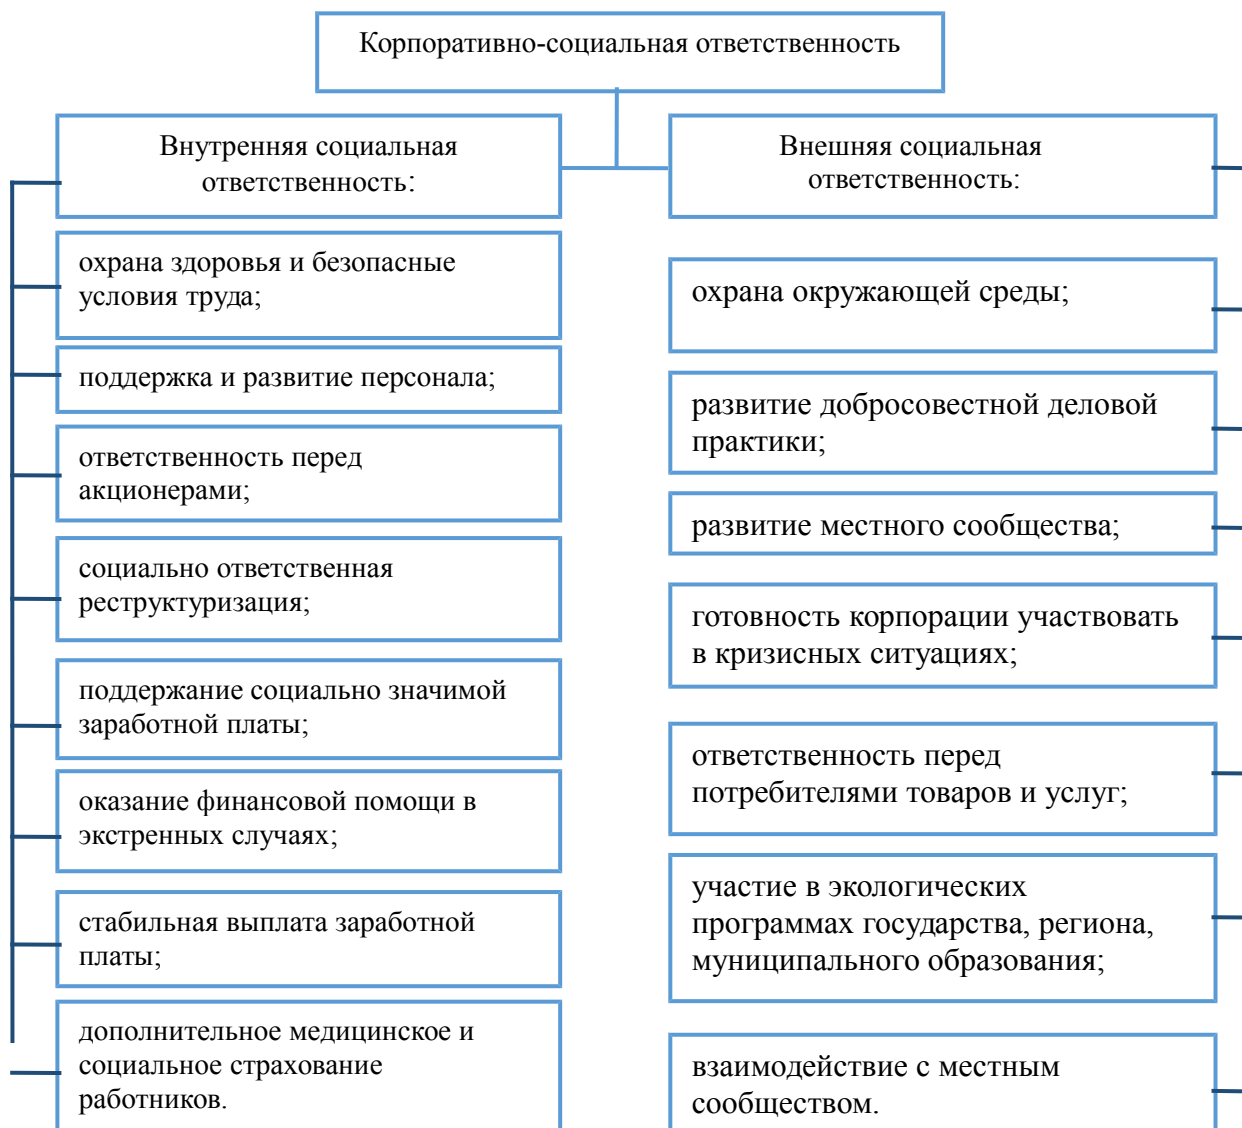 Корпоративно-социальная ответственность
Внутренняя социальная
ответственность:
охрана здоровья и безопасные
условия труда;
поддержка и развитие персонала;
ответственность перед
акционерами;
социально ответственная
реструктуризация;
поддержание социально значимой
заработной платы;
оказание финансовой помощи в
экстренных случаях;
стабильная выплата заработной
платы;
дополнительное медицинское и
социальное страхование
работников.
Внешняя социальная
ответственность:
охрана окружающей среды;
развитие добросовестной деловой
практики;
развитие местного сообщества;
готовность корпорации участвовать
в кризисных ситуациях;
ответственность перед
потребителями товаров и услуг;
участие в экологических
программах государства, региона,
муниципального образования;
взаимодействие с местным
сообществом.